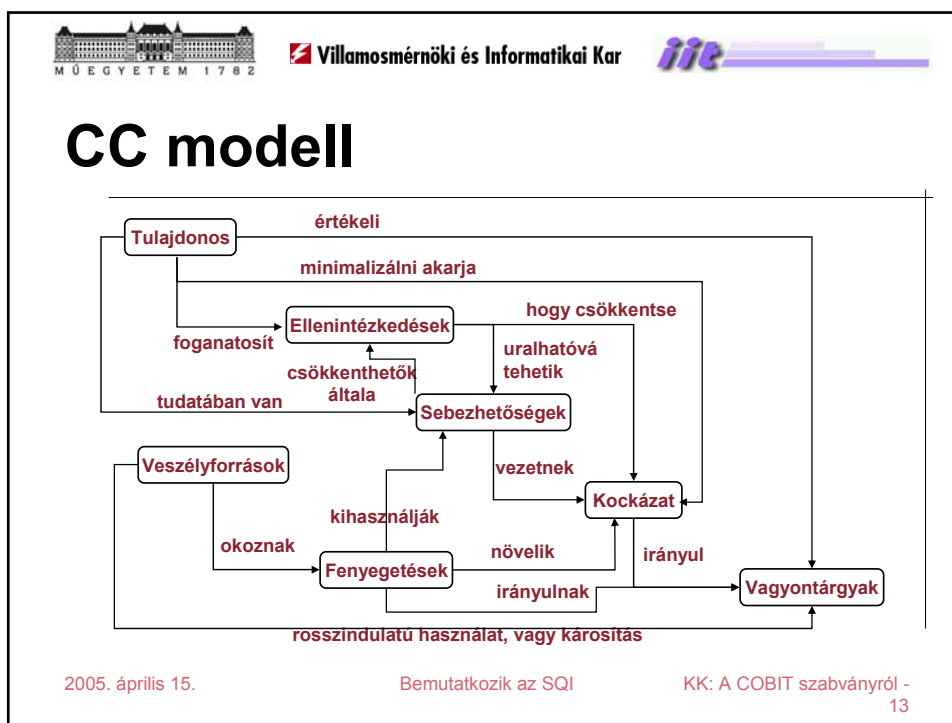 MŰEGYETEM 1782
Villamosmérnöki és Informatikai Kar
iit
CC modell
értékeli
Tulajdonos
minimalizálni akarja
hogy csökkentse
Ellenintézkedések
foganatosít
uralhatóvá
tehetik
csökkenthetők
általa
tudatában van
Sebezhetőségek
Veszélyforrások
vezetnek
Kockázat
kihasználják
okoznak
növelik
irányul
Fenyegetések
irányulnak
Vagyontárgyak
rosszindulatú használat, vagy károsítás
2005. április 15.
Bemutatkozik az SQI
KK: A COBIT szabványról -
13